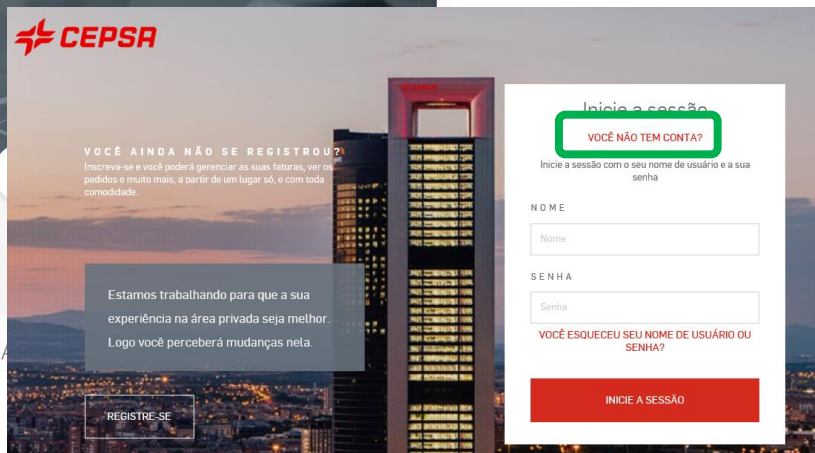 CEPSA
VOCÊ AINDA NÃO SE REGISTROU?
Inscreva-se e você poderá gerenciar as suas faturas, ver os
pedidos e muito mais, a partir de um lugar só, e com toda
comodidade.
Estamos trabalhando para que a sua
experiência na área privada seja melhor.
Logo você perceberá mudanças nela.
REGISTRE-SE
Inicie a sessão
VOCÊ NÃO TEM CONTA?
Inicie a sessão com o seu nome de usuário e a sua
senha
NOME
Nome
SENHA
Senha
VOCÊ ESQUECEU SEU NOME DE USUÁRIO OU
SENHA?
INICIE A SESSÃO